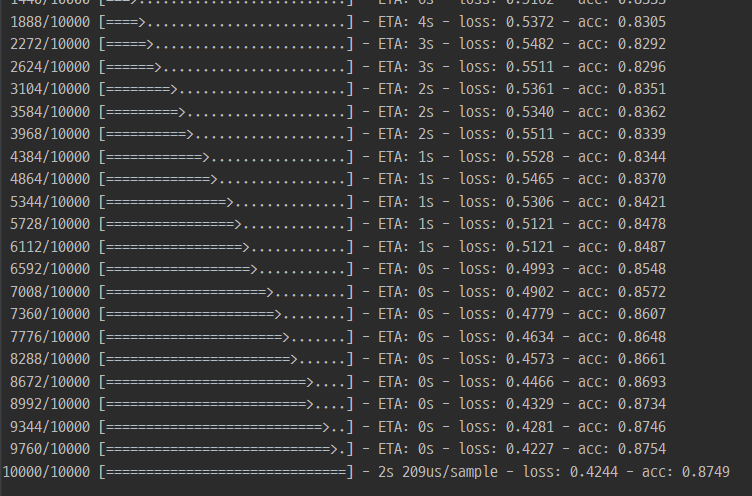 1888/10000 [====>.........................] - ETA: 4s - loss: 0.5372 - acc: 0.8305
2272/10000 [=====>........................] - ETA: 3s - loss: 0.5482 - acc: 0.8292
2624/10000 [======>.......................] - ETA: 3s - loss: 0.5511 - acc: 0.8296
3104/10000 [========>.....................] - ETA: 2s - loss: 0.5361 - acc: 0.8351
3584/10000 [=========>....................] - ETA: 2s - loss: 0.5340 - acc: 0.8362
3968/10000 [==========>...................] - ETA: 2s - loss: 0.5511 - acc: 0.8339
4384/10000 [============>.................] - ETA: 1s - loss: 0.5528 - acc: 0.8344
4864/10000 [=============>................] - ETA: 1s - loss: 0.5465 - acc: 0.8370
5344/10000 [===============>..............] - ETA: 1s - loss: 0.5306 - acc: 0.8421
5728/10000 [================>.............] - ETA: 1s - loss: 0.5121 - acc: 0.8478
6112/10000 [=================>............] - ETA: 1s - loss: 0.5121 - acc: 0.8487
6592/10000 [==================>...........] - ETA: 0s - loss: 0.4993 - acc: 0.8548
7008/10000 [====================>.........] - ETA: 0s - loss: 0.4902 - acc: 0.8572
7360/10000 [=====================>........] - ETA: 0s - loss: 0.4779 - acc: 0.8607
7776/10000 [======================>.......] - ETA: 0s - loss: 0.4634 - acc: 0.8648
8288/10000 [=======================>......] - ETA: 0s - loss: 0.4573 - acc: 0.8661
8672/10000 [=========================>....] - ETA: 0s - loss: 0.4466 - acc: 0.8693
8992/10000 [=========================>....] - ETA: 0s - loss: 0.4329 - acc: 0.8734
9344/10000 [===========================>..] - ETA: 0s - loss: 0.4281 - acc: 0.8746
9760/10000 [============================>.] - ETA: 0s - loss: 0.4227 - acc: 0.8754
10000/10000 [==============================] - 2s 209us/sample - loss: 0.4244 - acc: 0.8749